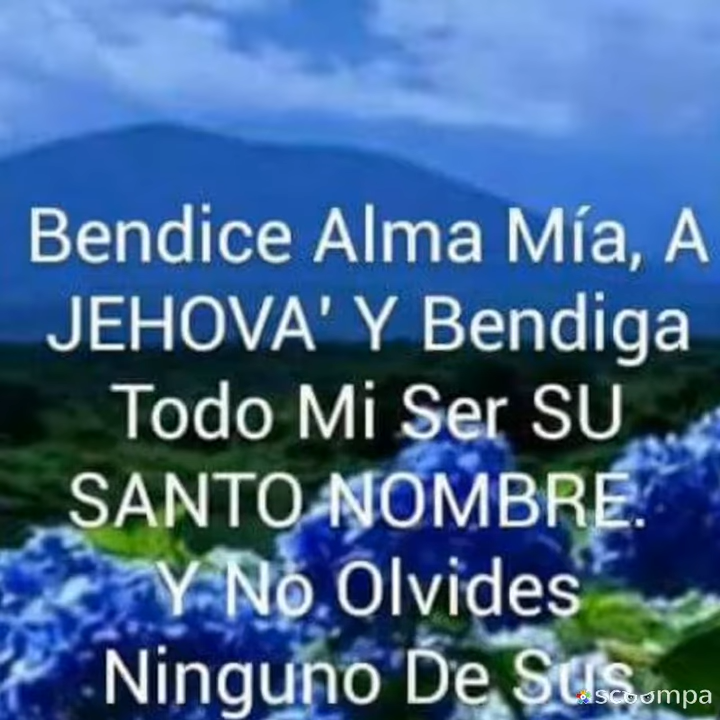 Bendice Alma Mía, A
JEHOVA' Y Bendiga
Todo Mi Ser SU
SANTO NOMBRE.
Y No Olvides
Ninguno De Sus
scoompa